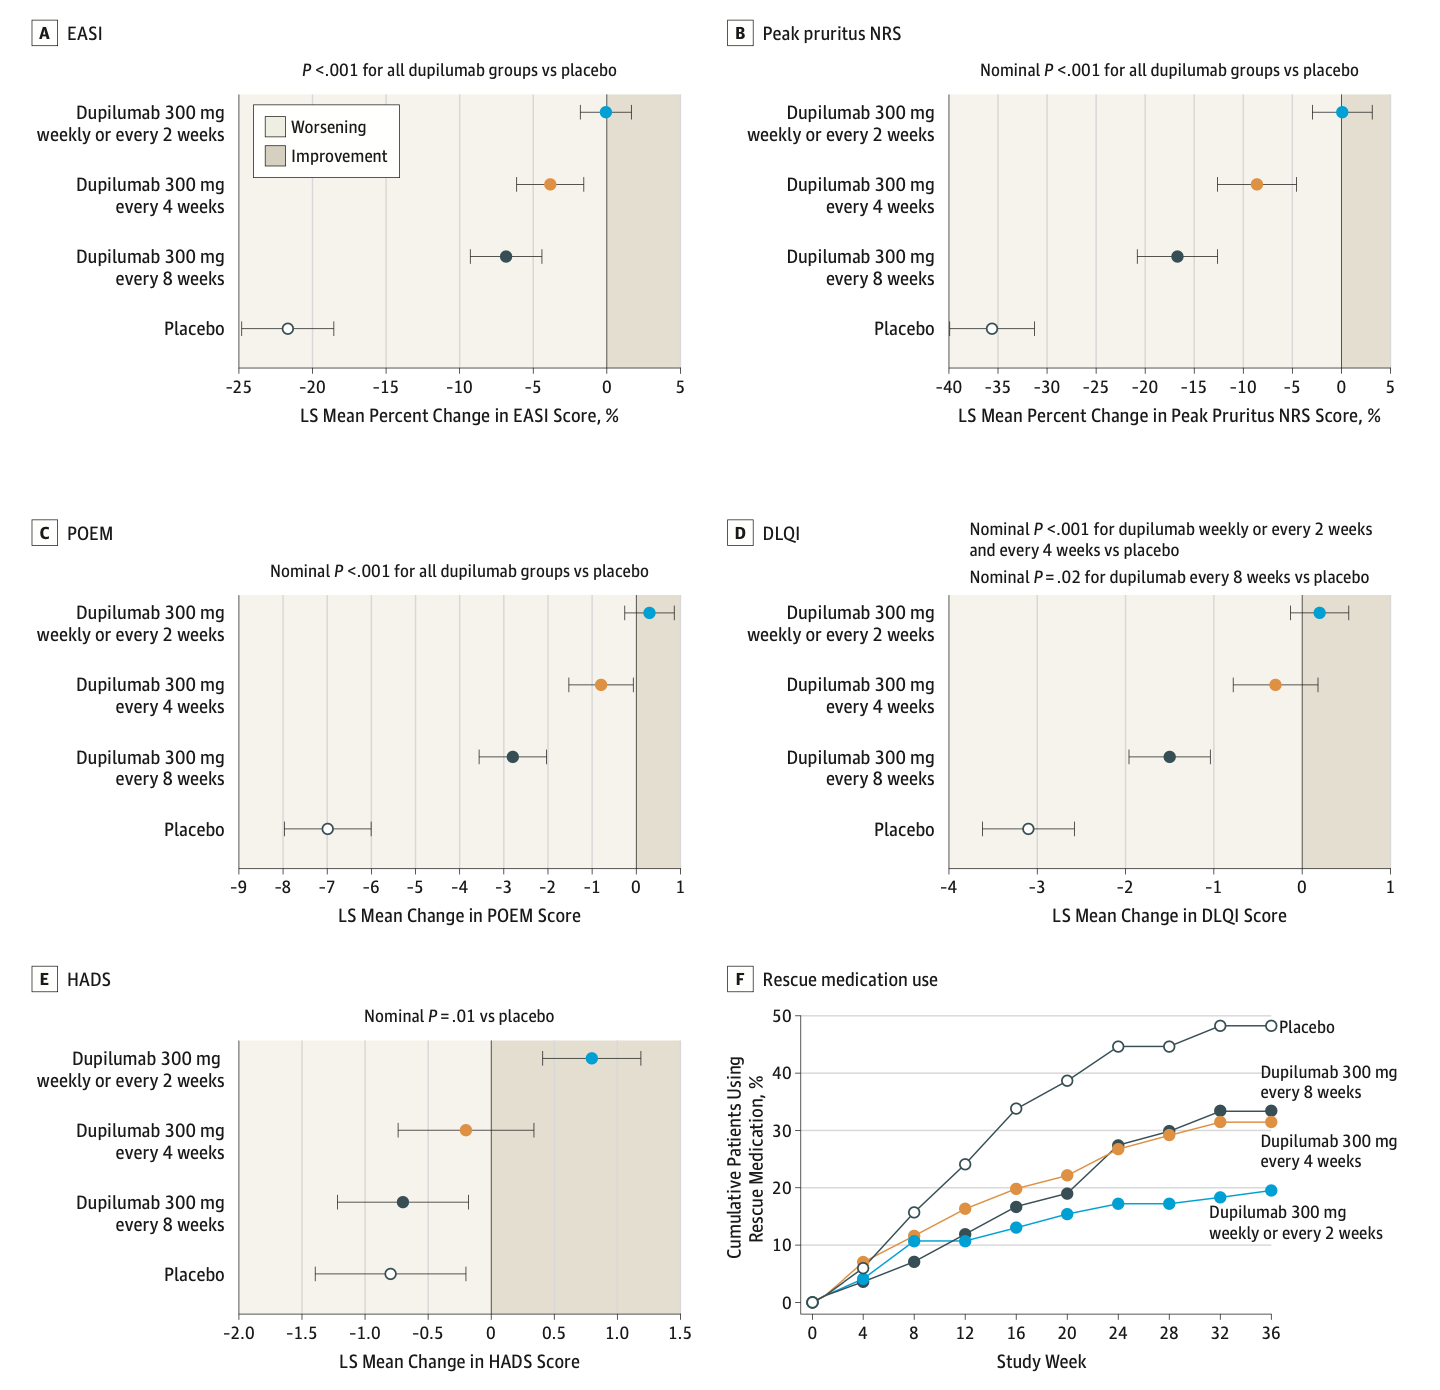 A EASI
P <.001 for all dupilumab groups vs placebo
Worsening
Improvement
Dupilumab 300 mg
weekly or every 2 weeks
Dupilumab 300 mg
every 4 weeks
Dupilumab 300 mg
every 8 weeks
Placebo
-25 -20 -15 -10 -5 0 5
LS Mean Percent Change in EASI Score, %
B Peak pruritus NRS
Nominal P <.001 for all dupilumab groups vs placebo
Dupilumab 300 mg
weekly or every 2 weeks
Dupilumab 300 mg
every 4 weeks
Dupilumab 300 mg
every 8 weeks
Placebo
-40 -35 -30 -25 -20 -15 -10 -5 0 5
LS Mean Percent Change in Peak Pruritus NRS Score, %
C POEM
Nominal P <.001 for all dupilumab groups vs placebo
Dupilumab 300 mg
weekly or every 2 weeks
Dupilumab 300 mg
every 4 weeks
Dupilumab 300 mg
every 8 weeks
Placebo
-9 -8 -7 -6 -5 -4 -3 -2 -1 0 1
LS Mean Change in POEM Score
D DLQI
Nominal P <.001 for dupilumab weekly or every 2 weeks
and every 4 weeks vs placebo
Nominal P = .02 for dupilumab every 8 weeks vs placebo
Dupilumab 300 mg
weekly or every 2 weeks
Dupilumab 300 mg
every 4 weeks
Dupilumab 300 mg
every 8 weeks
Placebo
-4 -3 -2 -1 0 1
LS Mean Change in DLQI Score
E HADS
Nominal P = .01 vs placebo
Dupilumab 300 mg
weekly or every 2 weeks
Dupilumab 300 mg
every 4 weeks
Dupilumab 300 mg
every 8 weeks
Placebo
-2.0 -1.5 -1.0 -0.5 0 0.5 1.0 1.5
LS Mean Change in HADS Score
F Rescue medication use
Cumulative Patients Using
Rescue Medication, %
50
40
30
20
10
0
Placebo
Dupilumab 300 mg
every 8 weeks
Dupilumab 300 mg
every 4 weeks
Dupilumab 300 mg
weekly or every 2 weeks
0 4 8 12 16 20 24 28 32 36
Study Week